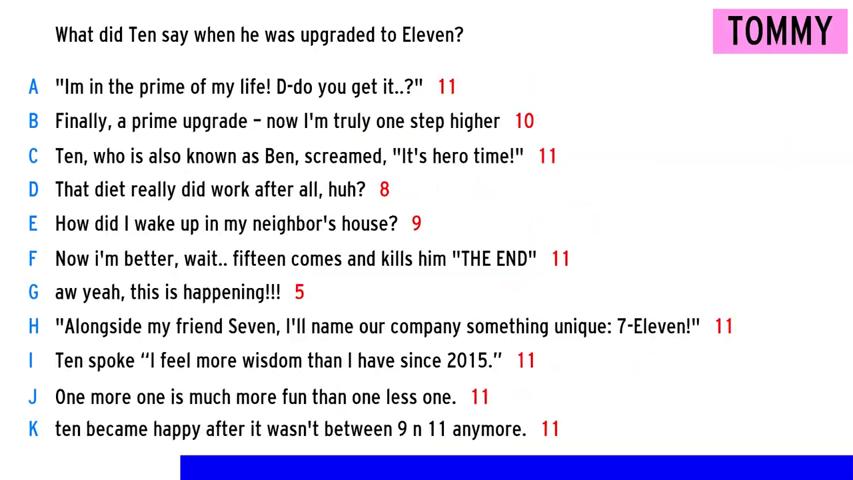 TOMMY
What did Ten say when he was upgraded to Eleven?
A "Im in the prime of my life! D-do you get it..?" 11
B Finally, a prime upgrade – now I'm truly one step higher 10
C Ten, who is also known as Ben, screamed, "It's hero time!" 11
D That diet really did work after all, huh? 8
E How did I wake up in my neighbor's house? 9
F Now i'm better, wait.. fifteen comes and kills him "THE END" 11
G aw yeah, this is happening!!! 5
H "Alongside my friend Seven, I'll name our company something unique: 7-Eleven!" 11
I Ten spoke “I feel more wisdom than I have since 2015.” 11
J One more one is much more fun than one less one. 11
K ten became happy after it wasn't between 9 n 11 anymore. 11